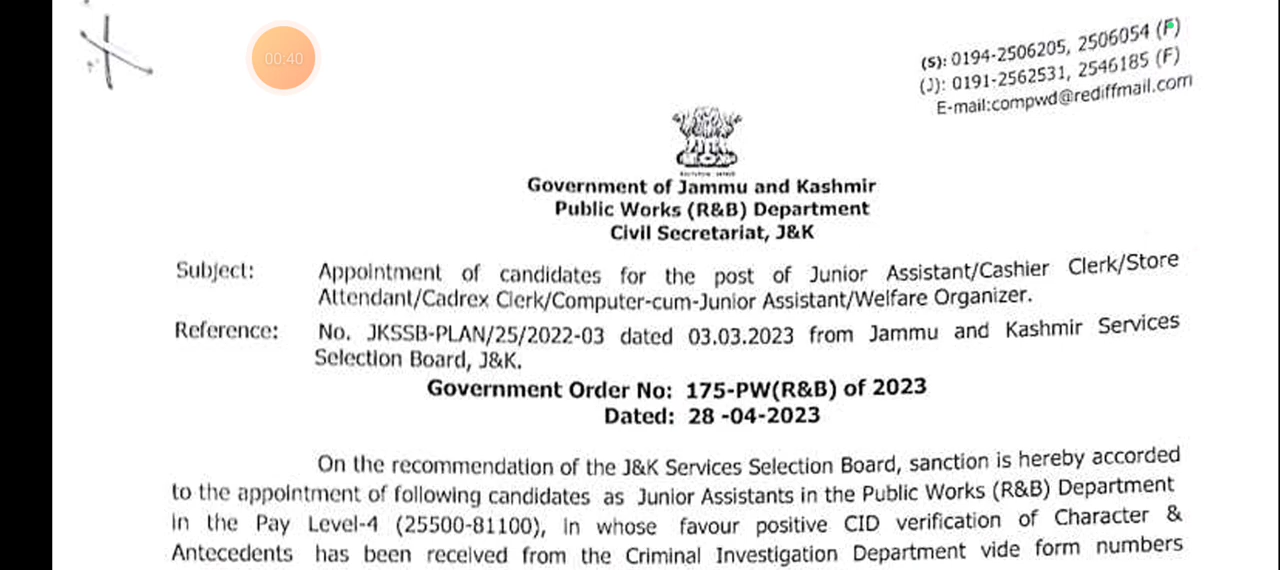 00:40
(S): 0194-2506205, 2506054 (F)
(J): 0191-2562531, 2546185 (F)
E-mail:compwd@rediffmail.com
Government of Jammu and Kashmir
Public Works (R&B) Department
Civil Secretariat, J&K
Subject: Appointment of candidates for the post of Junior Assistant/Cashier Clerk/Store
Attendant/Cadrex Clerk/Computer-cum-Junior Assistant/Welfare Organizer.
Reference: No. JKSSB-PLAN/25/2022-03 dated 03.03.2023 from Jammu and Kashmir Services
Selection Board, J&K.
Government Order No: 175-PW(R&B) of 2023
Dated: 28 -04-2023
On the recommendation of the J&K Services Selection Board, sanction is hereby accorded
to the appointment of following candidates as Junior Assistants in the Public Works (R&B) Department
in the Pay Level-4 (25500-81100), in whose favour positive CID verification of Character &
Antecedents has been received from the Criminal Investigation Department vide form numbers